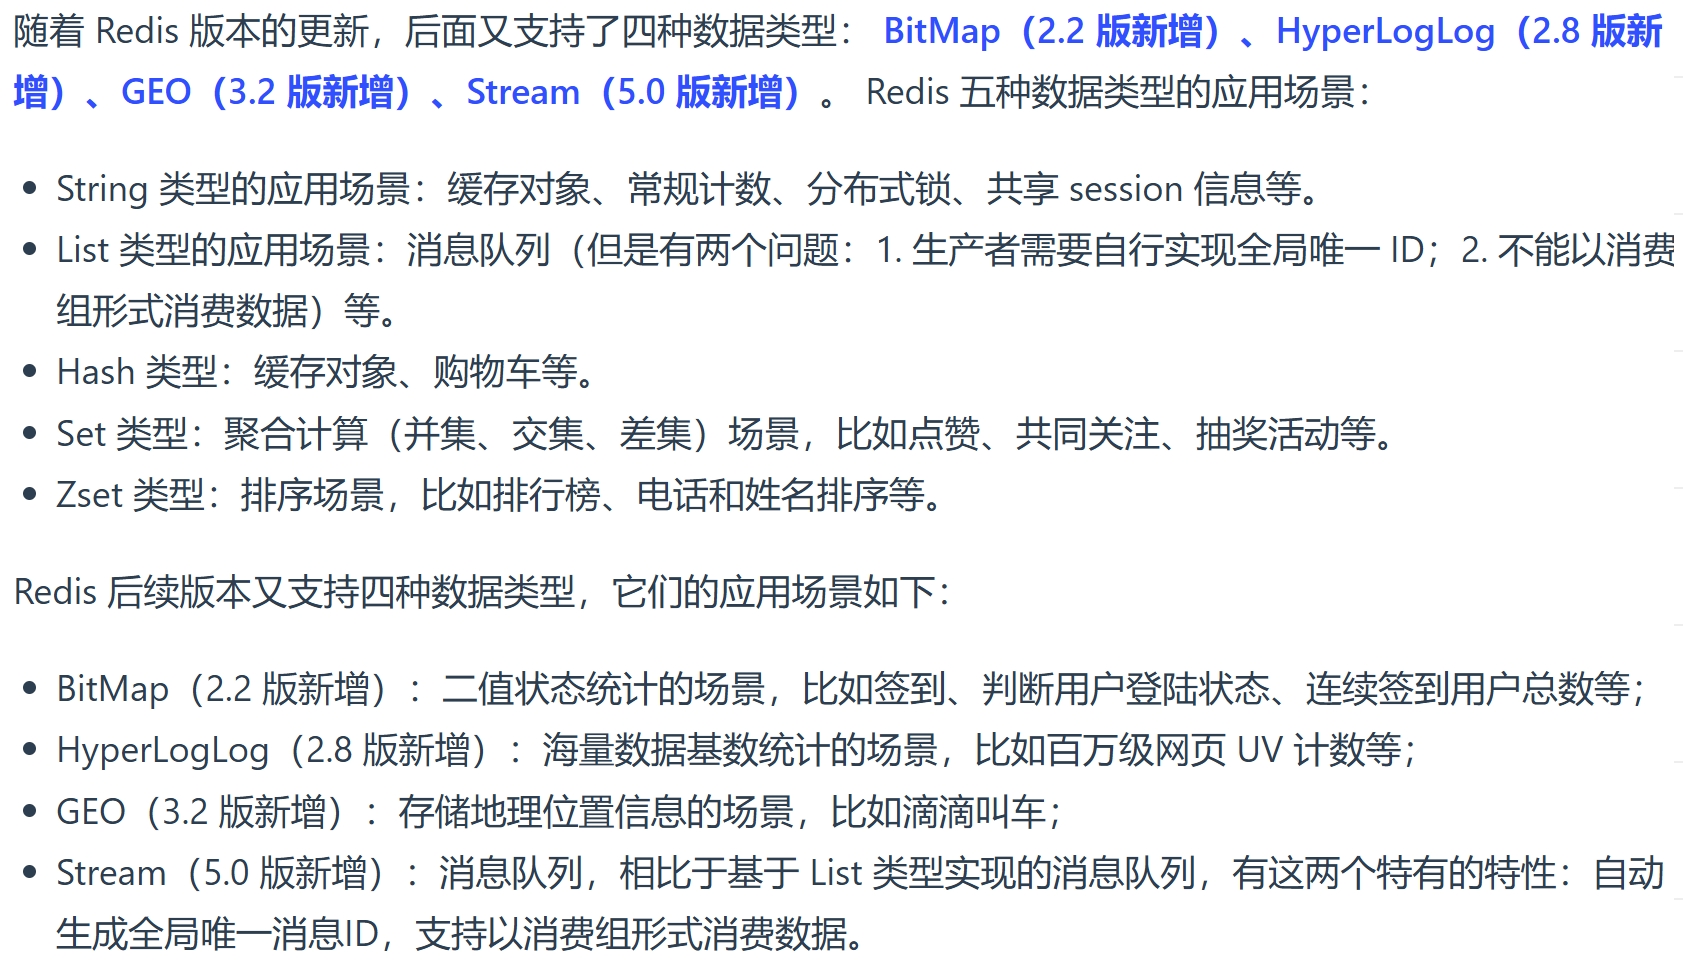 随着 Redis 版本的更新，后面又支持了四种数据类型： BitMap（2.2 版新增）、HyperLogLog（2.8 版新
增）、GEO（3.2 版新增）、Stream（5.0 版新增）。 Redis 五种数据类型的应用场景：
• String 类型的应用场景：缓存对象、常规计数、分布式锁、共享 session 信息等。
• List 类型的应用场景：消息队列（但是有两个问题：1. 生产者需要自行实现全局唯一 ID；2. 不能以消费
组形式消费数据）等。
• Hash 类型：缓存对象、购物车等。
• Set 类型：聚合计算（并集、交集、差集）场景，比如点赞、共同关注、抽奖活动等。
• Zset 类型：排序场景，比如排行榜、电话和姓名排序等。
Redis 后续版本又支持四种数据类型，它们的应用场景如下：
• BitMap（2.2 版新增）：二值状态统计的场景，比如签到、判断用户登陆状态、连续签到用户总数等；
• HyperLogLog（2.8 版新增）：海量数据基数统计的场景，比如百万级网页 UV 计数等；
• GEO（3.2 版新增）：存储地理位置信息的场景，比如滴滴叫车；
• Stream（5.0 版新增）：消息队列，相比于基于 List 类型实现的消息队列，有这两个特有的特性：自动
生成全局唯一消息ID，支持以消费组形式消费数据。